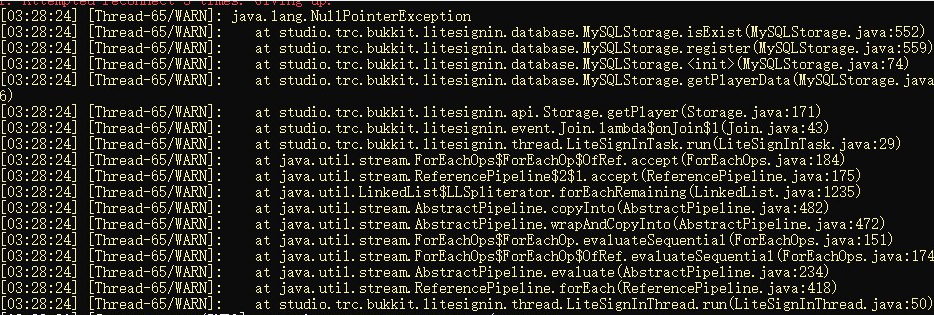 . Attempted reconnect 3 times. Giving up.
[03:28:24] [Thread-65/WARN]: java.lang.NullPointerException
[03:28:24] [Thread-65/WARN]: at studio.trc.bukkit.litesignin.database.MySQLStorage.isExist(MySQLStorage.java:552)
[03:28:24] [Thread-65/WARN]: at studio.trc.bukkit.litesignin.database.MySQLStorage.register(MySQLStorage.java:559)
[03:28:24] [Thread-65/WARN]: at studio.trc.bukkit.litesignin.database.MySQLStorage.<init>(MySQLStorage.java:74)
[03:28:24] [Thread-65/WARN]: at studio.trc.bukkit.litesignin.database.MySQLStorage.getPlayerData(MySQLStorage.java
6)
[03:28:24] [Thread-65/WARN]: at studio.trc.bukkit.litesignin.api.Storage.getPlayer(Storage.java:171)
[03:28:24] [Thread-65/WARN]: at studio.trc.bukkit.litesignin.event.Join.lambda$onJoin$1(Join.java:43)
[03:28:24] [Thread-65/WARN]: at studio.trc.bukkit.litesignin.thread.LiteSignInTask.run(LiteSignInTask.java:29)
[03:28:24] [Thread-65/WARN]: at java.util.stream.ForEachOps$ForEachOp$OfRef.accept(ForEachOps.java:184)
[03:28:24] [Thread-65/WARN]: at java.util.stream.ReferencePipeline$2$1.accept(ReferencePipeline.java:175)
[03:28:24] [Thread-65/WARN]: at java.util.LinkedList$LLSpliterator.forEachRemaining(LinkedList.java:1235)
[03:28:24] [Thread-65/WARN]: at java.util.stream.AbstractPipeline.copyInto(AbstractPipeline.java:482)
[03:28:24] [Thread-65/WARN]: at java.util.stream.AbstractPipeline.wrapAndCopyInto(AbstractPipeline.java:472)
[03:28:24] [Thread-65/WARN]: at java.util.stream.ForEachOps$ForEachOp.evaluateSequential(ForEachOps.java:151)
[03:28:24] [Thread-65/WARN]: at java.util.stream.ForEachOps$ForEachOp$OfRef.evaluateSequential(ForEachOps.java:174
[03:28:24] [Thread-65/WARN]: at java.util.stream.AbstractPipeline.evaluate(AbstractPipeline.java:234)
[03:28:24] [Thread-65/WARN]: at java.util.stream.ReferencePipeline.forEach(ReferencePipeline.java:418)
[03:28:24] [Thread-65/WARN]: at studio.trc.bukkit.litesignin.thread.LiteSignInThread.run(LiteSignInThread.java:50)